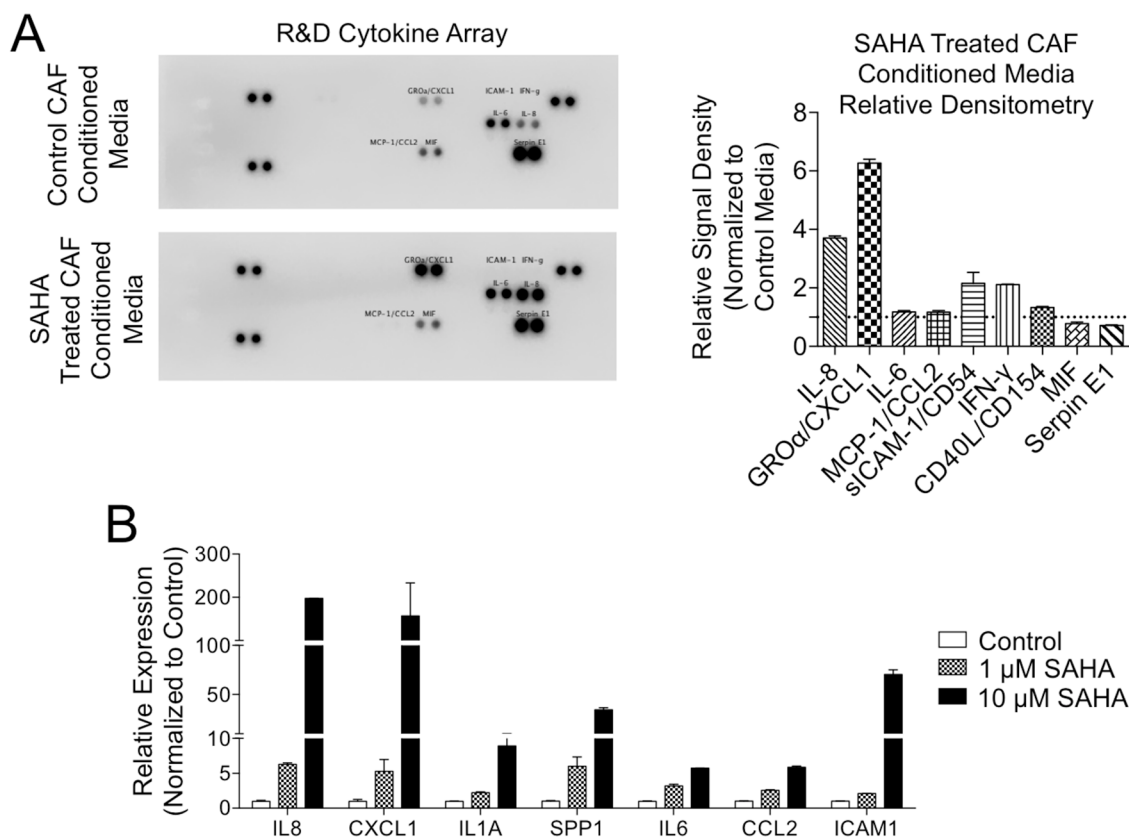 A
R&D Cytokine Array
Control CAF
Conditioned
Media
GROa/CXCL1
ICAM-1 IFN-g
IL-6 IL-8
MCP-1/CCL2 MIF
Serpin E1
SAHA
Treated CAF
Conditioned
Media
GROa/CXCL1
ICAM-1 IFN-g
IL-6 IL-8
MCP-1/CCL2 MIF
Serpin E1
SAHA Treated CAF
Conditioned Media
Relative Densitometry
Relative Signal Density
(Normalized to
Control Media)
8
6
4
2
0
IL-8
GROα/CXCL1
IL-6
MCP-1/CCL2
sICAM-1/CD54
IFN-γ
CD40L/CD154
MIF
Serpin E1
B
Relative Expression
(Normalized to Control)
300
200
100
50
10
5
0
IL8 CXCL1 IL1A SPP1 IL6 CCL2 ICAM1
Control
1 µM SAHA
10 µM SAHA